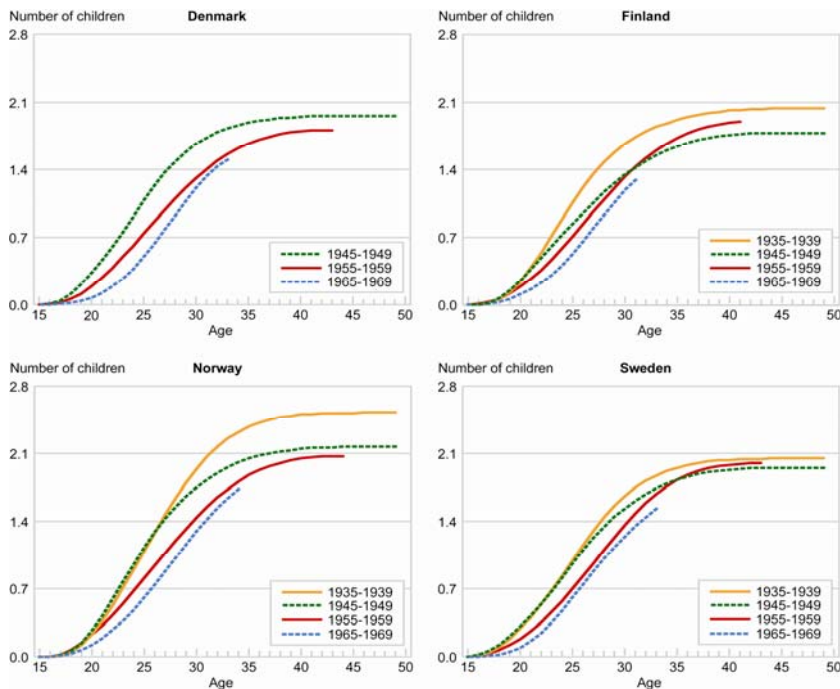 Number of children Denmark
2.8
2.1
1.4
0.7
0.0
15 20 25 30 35 40 45 50
Age
1945-1949
1955-1959
1965-1969
Number of children Finland
2.8
2.1
1.4
0.7
0.0
15 20 25 30 35 40 45 50
Age
1935-1939
1945-1949
1955-1959
1965-1969
Number of children Norway
2.8
2.1
1.4
0.7
0.0
15 20 25 30 35 40 45 50
Age
1935-1939
1945-1949
1955-1959
1965-1969
Number of children Sweden
2.8
2.1
1.4
0.7
0.0
15 20 25 30 35 40 45 50
Age
1935-1939
1945-1949
1955-1959
1965-1969